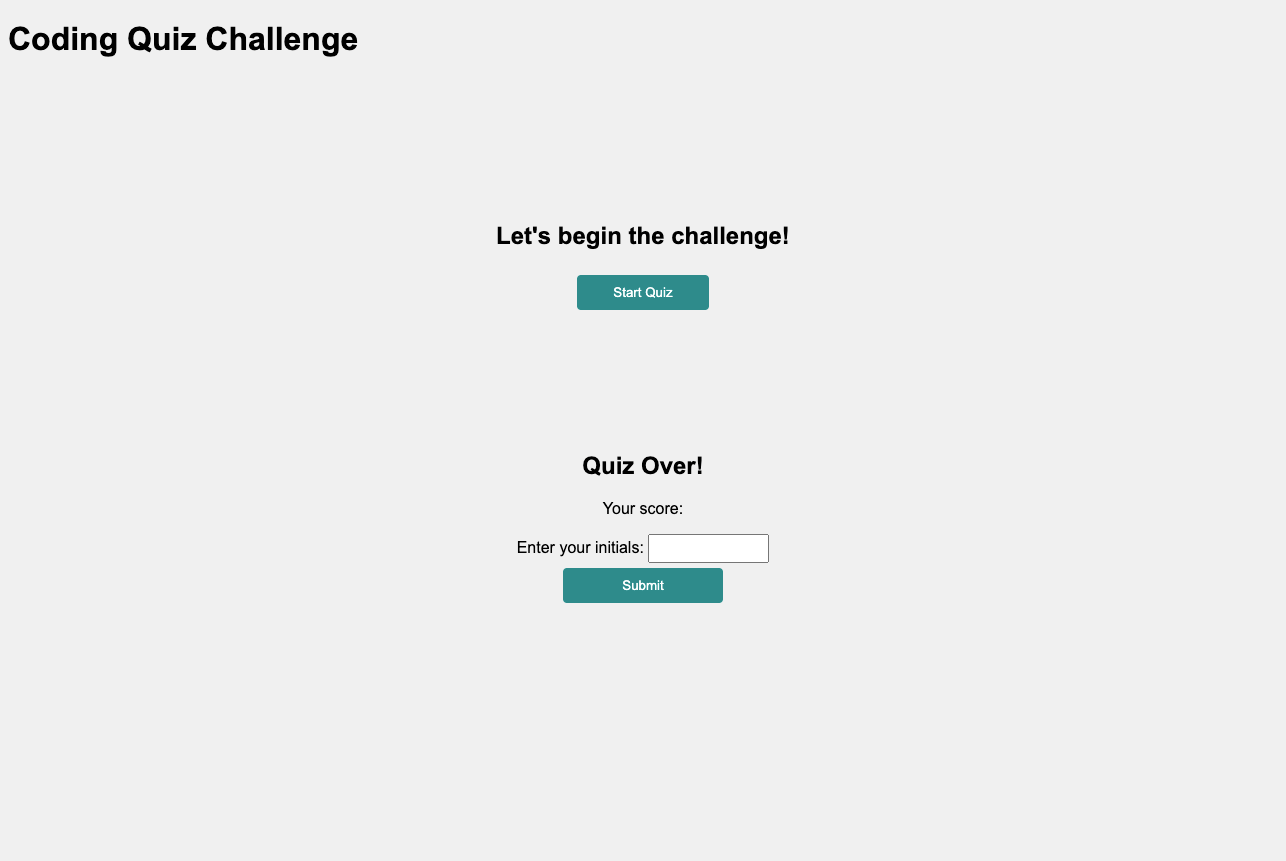 Coding Quiz Challenge
Let's begin the challenge!
Start Quiz
Quiz Over!
Your score:
Enter your initials:
Submit